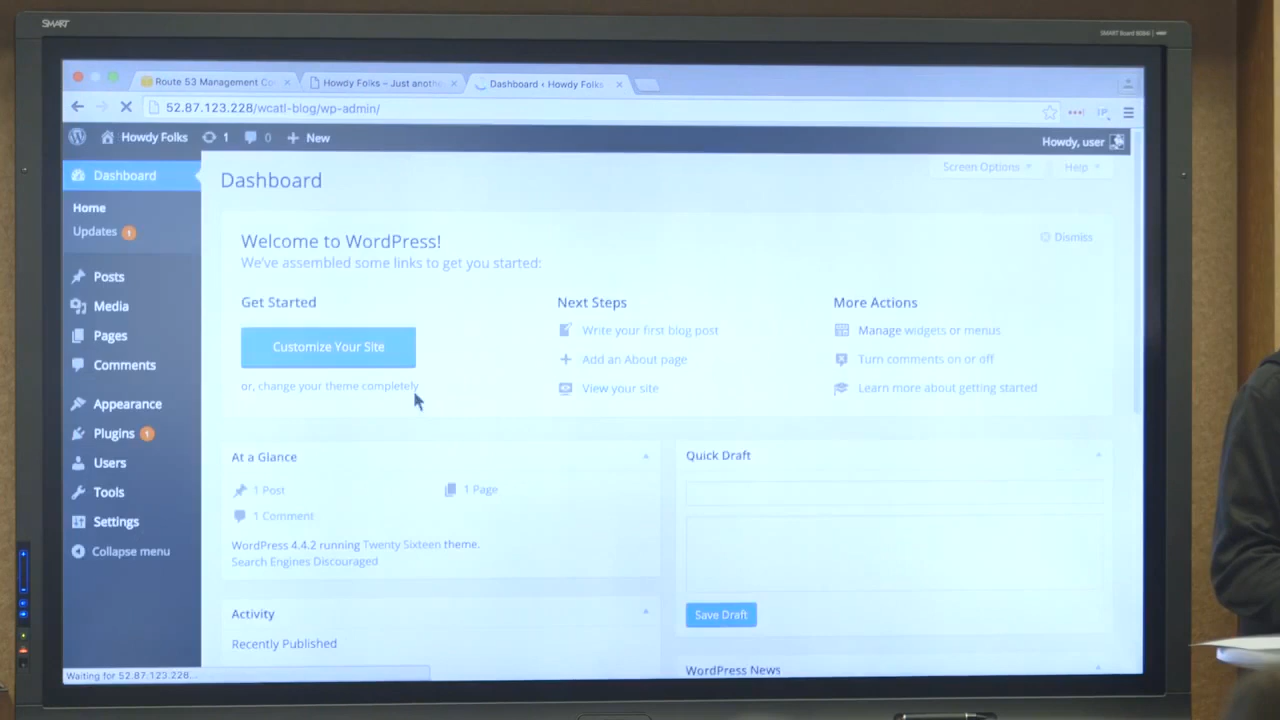 SMART
SMART Board
Route 53 Management Co
Howdy Folks – Just anothe
Dashboard ‹ Howdy Folks
52.87.123.228/wcatl-blog/wp-admin/
Howdy Folks 1 0 New
Howdy, user
Dashboard
Home
Updates 1
Posts
Media
Pages
Comments
Appearance
Plugins 1
Users
Tools
Settings
Collapse menu
Dashboard
Screen Options
Help
Welcome to WordPress!
We've assembled some links to get you started:
Dismiss
Get Started
Customize Your Site
or, change your theme completely
Next Steps
Write your first blog post
Add an About page
View your site
More Actions
Manage widgets or menus
Turn comments on or off
Learn more about getting started
At a Glance
1 Post
1 Page
1 Comment
WordPress 4.4.2 running Twenty Sixteen theme.
Search Engines Discouraged
Activity
Recently Published
Quick Draft
Save Draft
WordPress News
Waiting for 52.87.123.228...